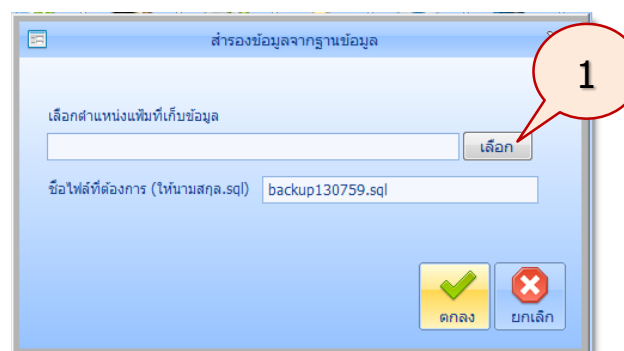 สำรองข้อมูลจากฐานข้อมูล
1
เลือกตำแหน่งแฟ้มที่เก็บข้อมูล
เลือก
ชื่อไฟล์ที่ต้องการ (ให้นามสกุล.sql) backup130759.sql
ตกลง ยกเลิก